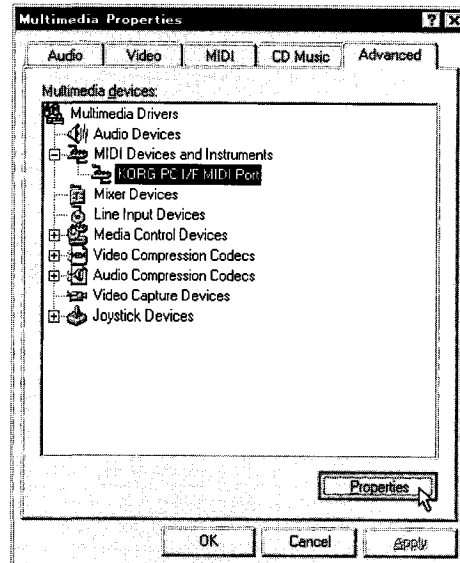 Multimedia Properties
Audio
Video
MIDI
CD Music
Advanced
Multimedia devices:
Multimedia Drivers
Audio Devices
MIDI Devices and Instruments
KORG PC I/F MIDI Port
Mixer Devices
Line Input Devices
Media Control Devices
Video Compression Codecs
Audio Compression Codecs
Video Capture Devices
Joystick Devices
Properties
OK
Cancel
Apply